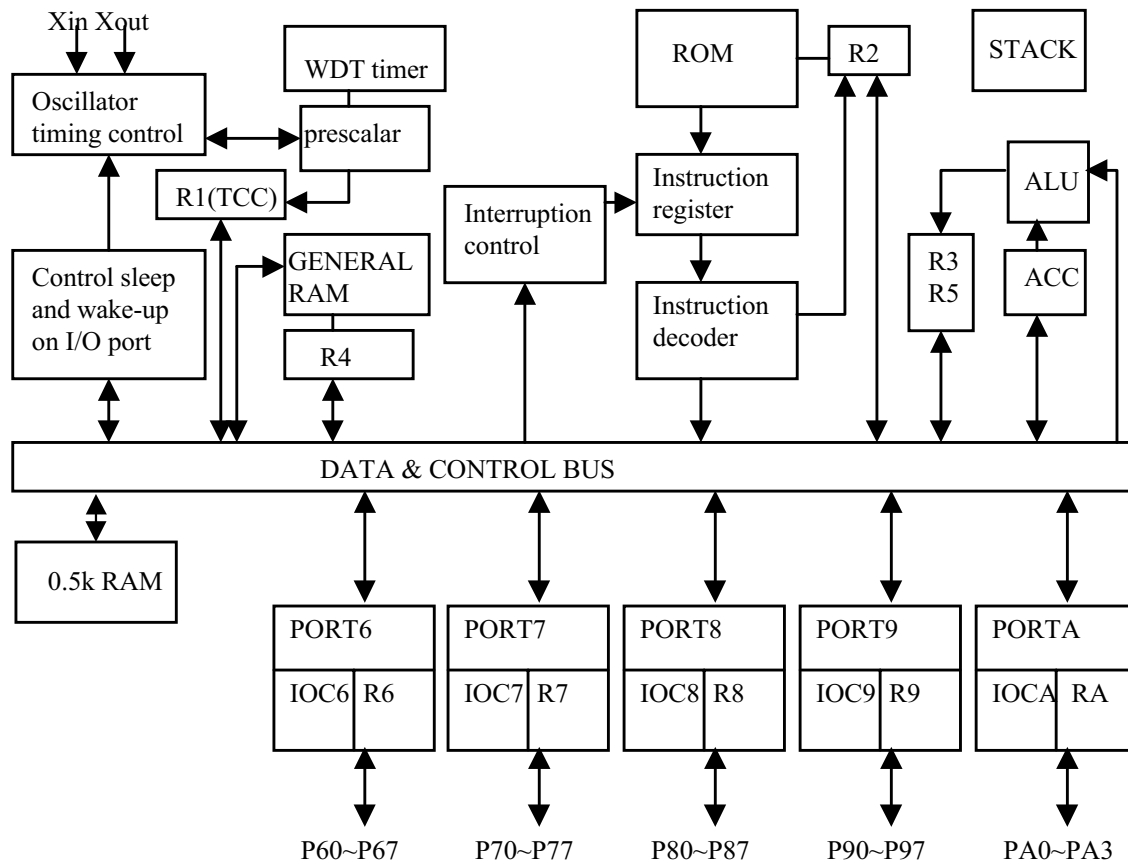 Xin Xout
WDT timer
ROM
R2
STACK
Oscillator
timing control
prescalar
R1(TCC)
Interruption
control
Instruction
register
ALU
Control sleep
and wake-up
on I/O port
GENERAL
RAM
R4
Instruction
decoder
R3
R5
ACC
DATA & CONTROL BUS
0.5k RAM
PORT6
PORT7
PORT8
PORT9
PORTA
IOC6 R6
IOC7 R7
IOC8 R8
IOC9 R9
IOCA RA
P60~P67
P70~P77
P80~P87
P90~P97
PA0~PA3